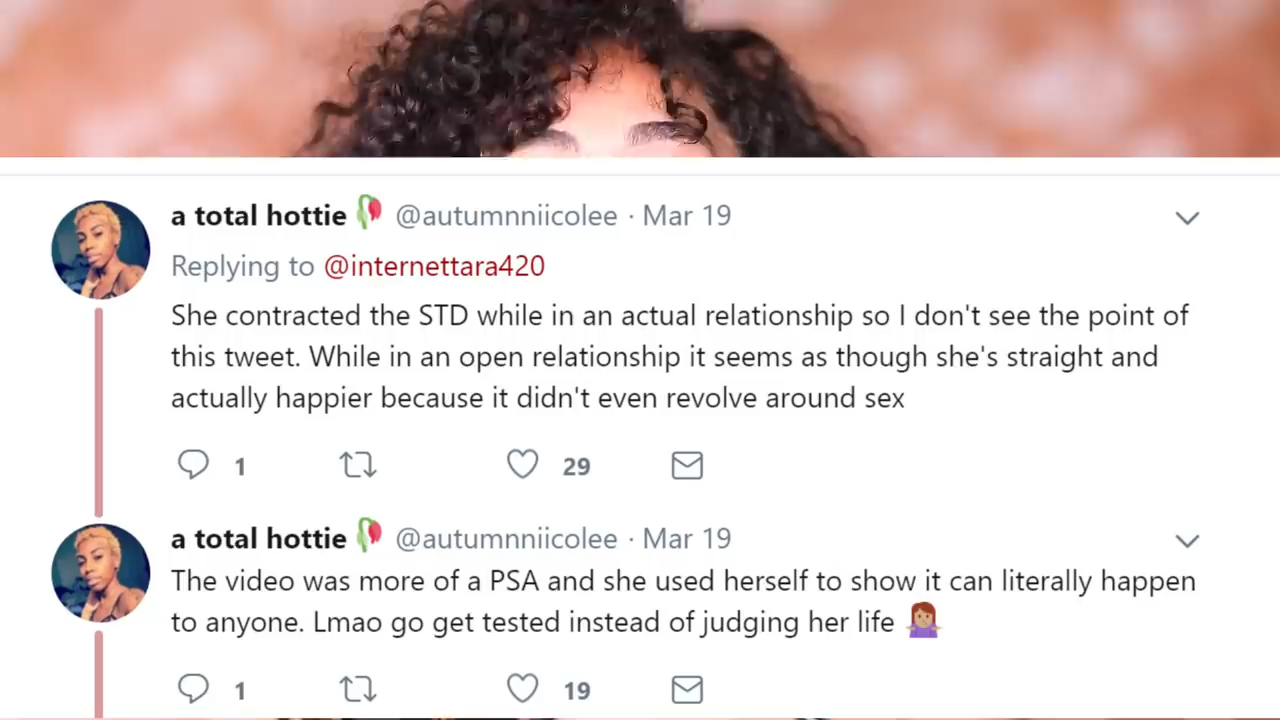 a total hottie 🥀 @autumnniicolee · Mar 19
Replying to @internettara420
She contracted the STD while in an actual relationship so I don't see the point of
this tweet. While in an open relationship it seems as though she's straight and
actually happier because it didn't even revolve around sex
1 29
a total hottie 🥀 @autumnniicolee · Mar 19
The video was more of a PSA and she used herself to show it can literally happen
to anyone. Lmao go get tested instead of judging her life 🤷🏽‍♀️
1 19